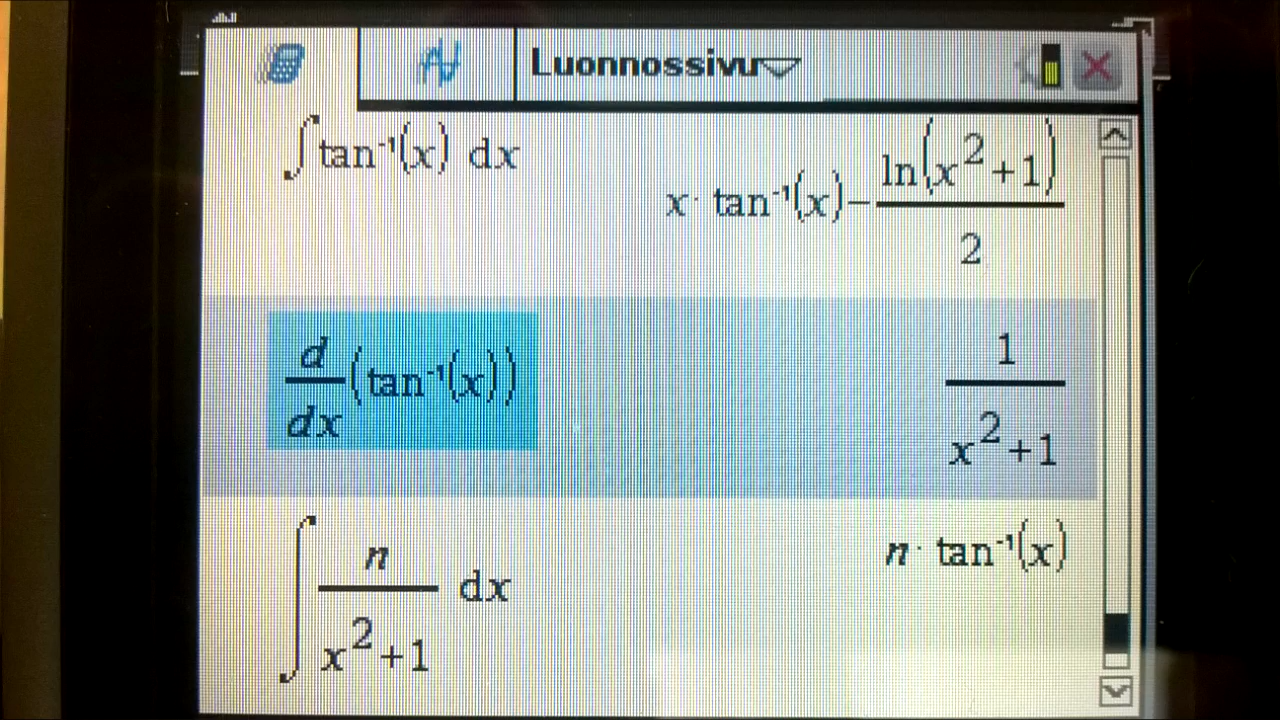 Luonnossivu
∫tan⁻¹(x) dx
x· tan⁻¹(x)−ln(x²+1)/2
d/dx(tan⁻¹(x))
1/(x²+1)
∫n/(x²+1) dx
n· tan⁻¹(x)